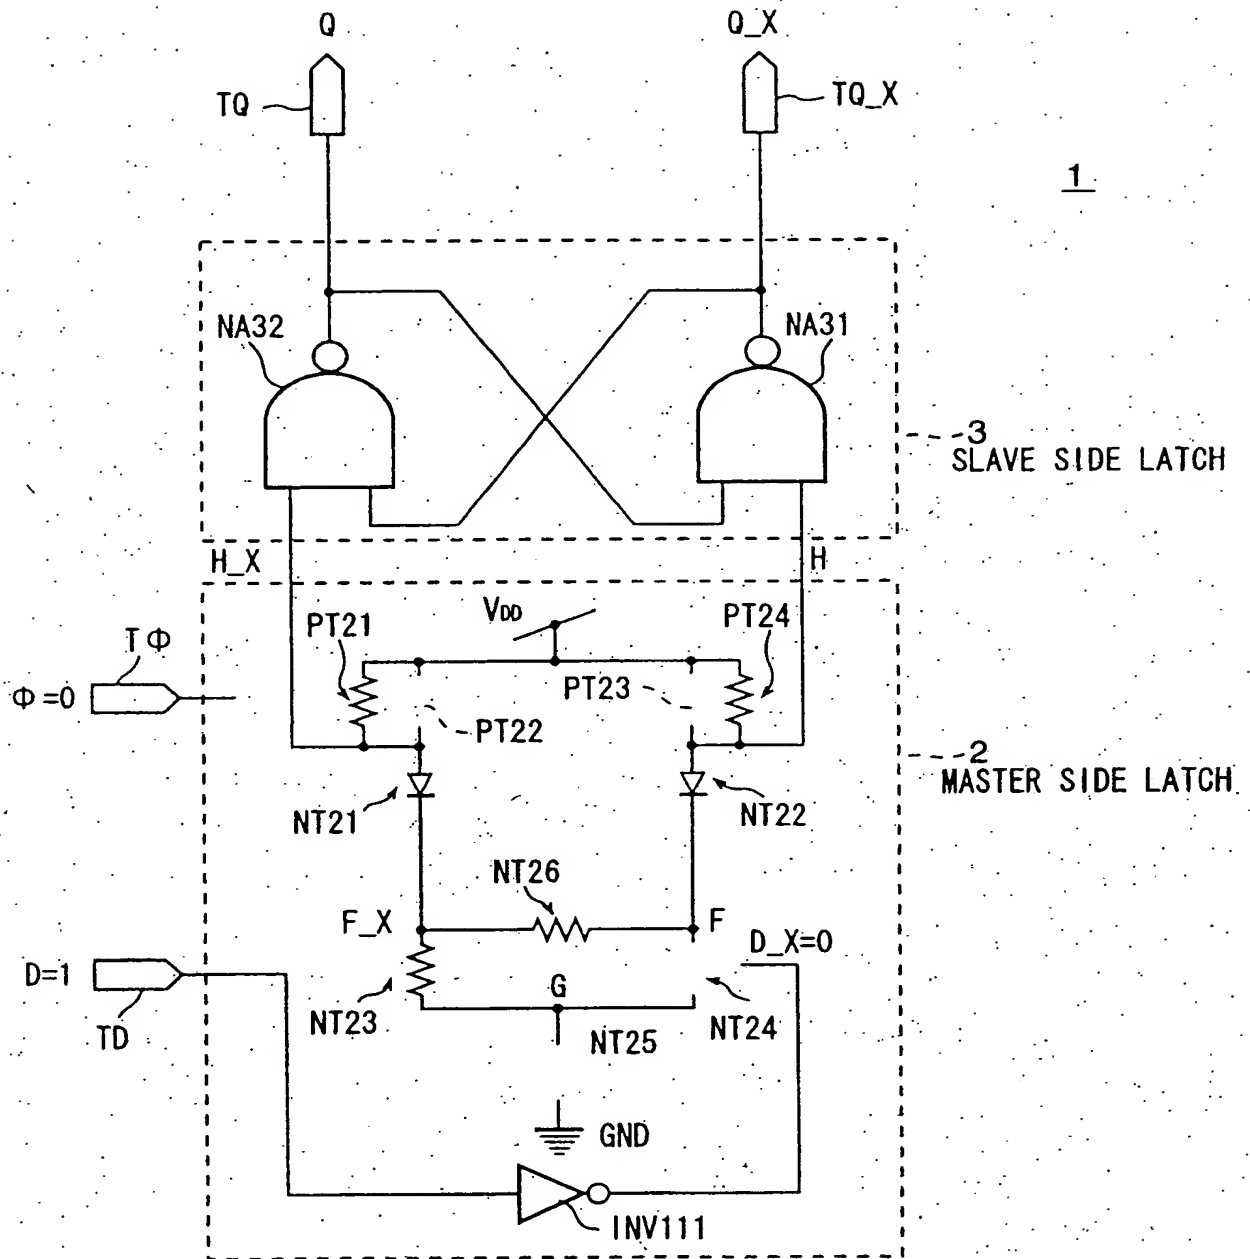 Q
Q_X
TQ
TQ_X
1
NA32
NA31
3
SLAVE SIDE LATCH
H_X
H
VDD
PT21
PT24
TΦ
Φ=0
PT23
PT22
2
MASTER SIDE LATCH
NT21
NT22
NT26
F_X
F
D_X=0
D=1
G
NT23
NT25
NT24
TD
GND
INV111